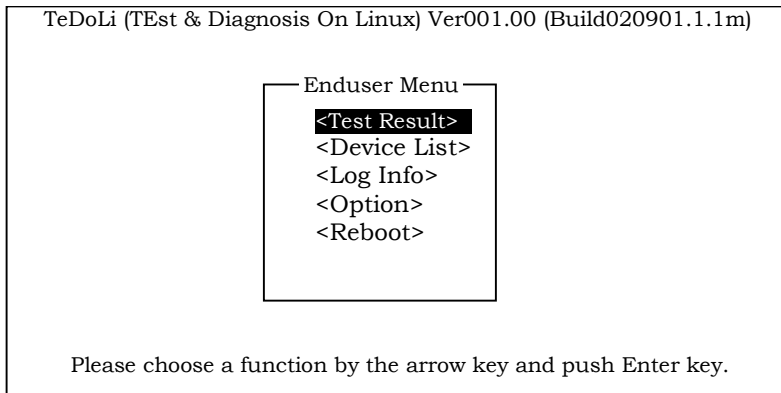 TeDoLi (TEst & Diagnosis On Linux) Ver001.00 (Build020901.1.1m)
Enduser Menu
<Test Result>
<Device List>
<Log Info>
<Option>
<Reboot>
Please choose a function by the arrow key and push Enter key.